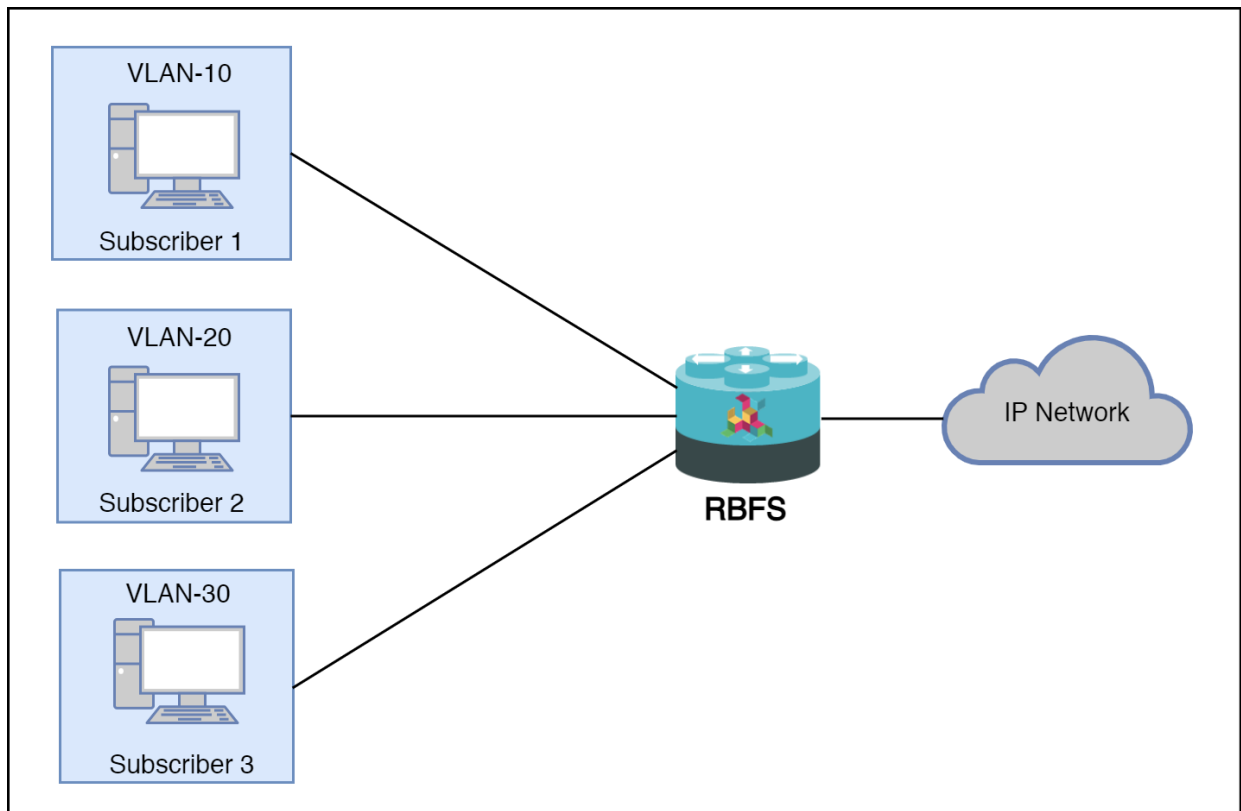 VLAN-10
Subscriber 1
VLAN-20
Subscriber 2
VLAN-30
Subscriber 3
RBFS
IP Network